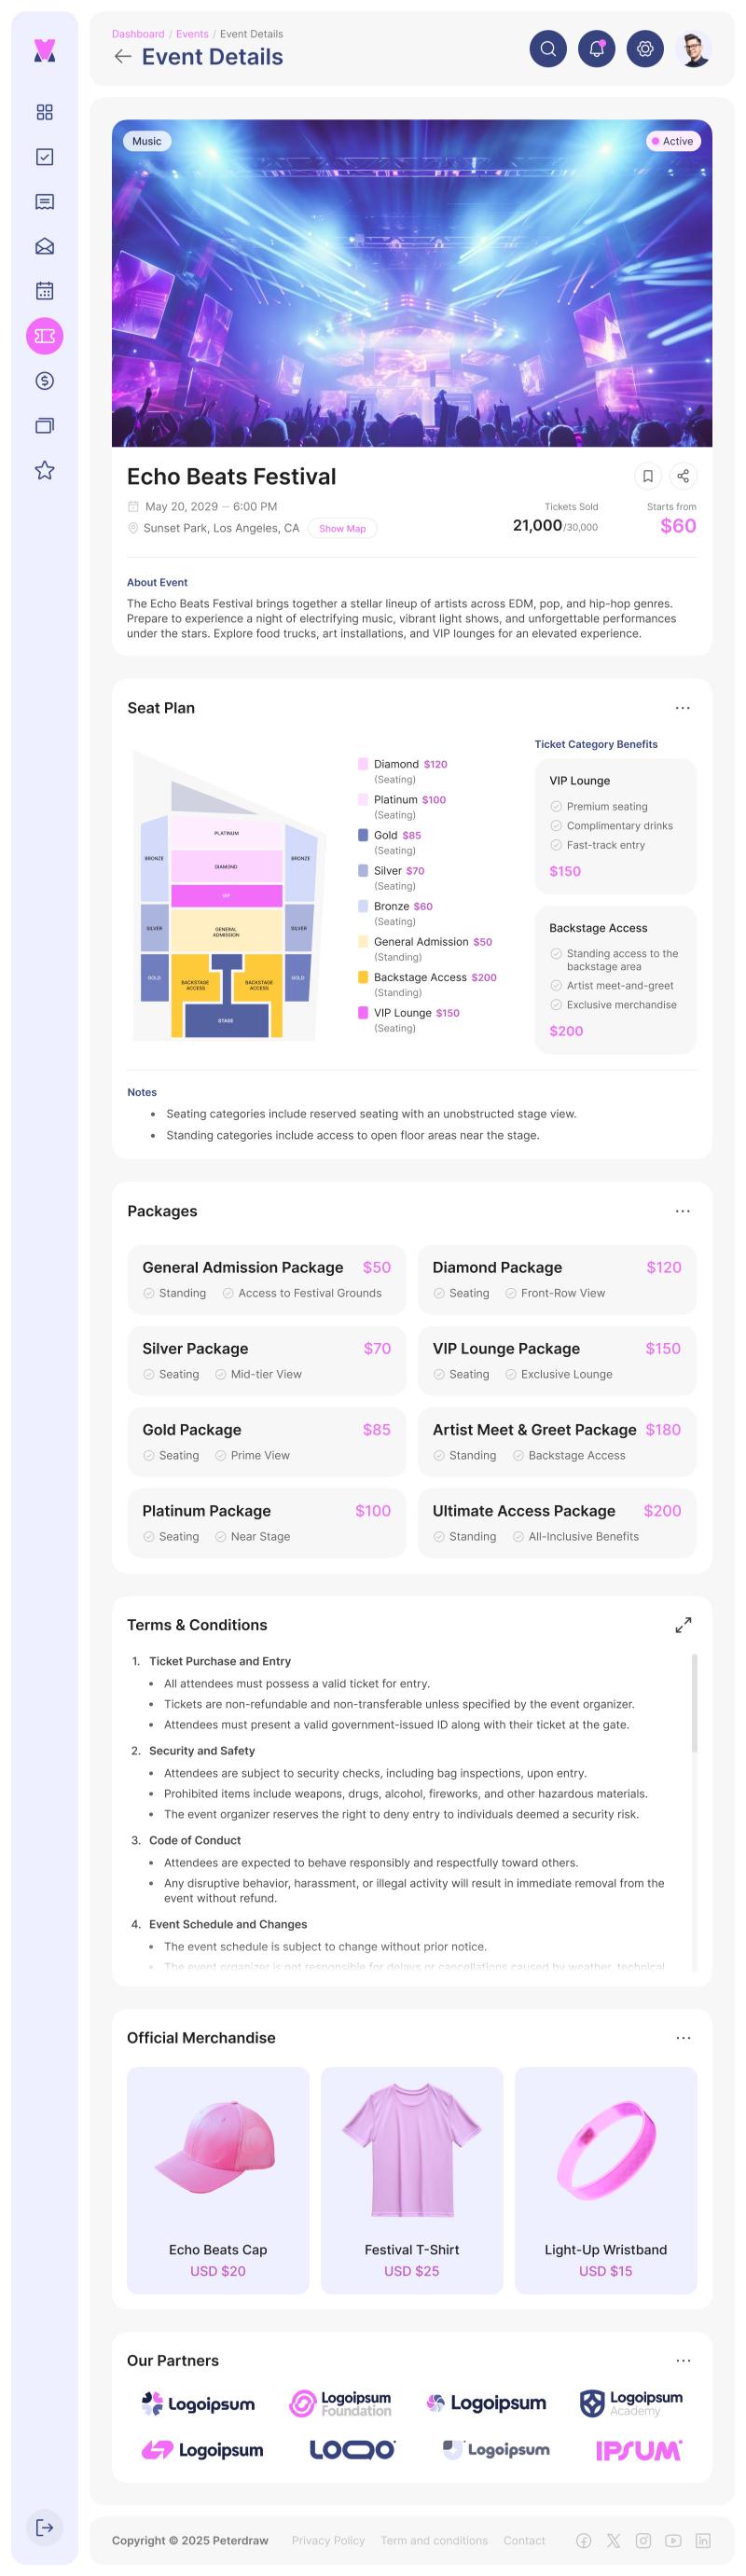 Dashboard / Events / Event Details
Event Details
Music
Active
Echo Beats Festival
May 20, 2029 – 6:00 PM
Sunset Park, Los Angeles, CA
Show Map
Tickets Sold
21,000/30,000
Starts from
$60
About Event
The Echo Beats Festival brings together a stellar lineup of artists across EDM, pop, and hip-hop genres.
Prepare to experience a night of electrifying music, vibrant light shows, and unforgettable performances
under the stars. Explore food trucks, art installations, and VIP lounges for an elevated experience.
Seat Plan
PLATINUM
BRONZE
DIAMOND
BRONZE
VIP
SILVER
GENERAL
ADMISSION
SILVER
GOLD
BACKSTAGE
ACCESS
BACKSTAGE
ACCESS
GOLD
STAGE
Diamond $120
(Seating)
Platinum $100
(Seating)
Gold $85
(Seating)
Silver $70
(Seating)
Bronze $60
(Seating)
General Admission $50
(Standing)
Backstage Access $200
(Standing)
VIP Lounge $150
(Seating)
Ticket Category Benefits
VIP Lounge
Premium seating
Complimentary drinks
Fast-track entry
$150
Backstage Access
Standing access to the
backstage area
Artist meet-and-greet
Exclusive merchandise
$200
Notes
• Seating categories include reserved seating with an unobstructed stage view.
• Standing categories include access to open floor areas near the stage.
Packages
General Admission Package $50
Standing Access to Festival Grounds
Diamond Package $120
Seating Front-Row View
Silver Package $70
Seating Mid-tier View
VIP Lounge Package $150
Seating Exclusive Lounge
Gold Package $85
Seating Prime View
Artist Meet & Greet Package $180
Standing Backstage Access
Platinum Package $100
Seating Near Stage
Ultimate Access Package $200
Standing All-Inclusive Benefits
Terms & Conditions
1. Ticket Purchase and Entry
• All attendees must possess a valid ticket for entry.
• Tickets are non-refundable and non-transferable unless specified by the event organizer.
• Attendees must present a valid government-issued ID along with their ticket at the gate.
2. Security and Safety
• Attendees are subject to security checks, including bag inspections, upon entry.
• Prohibited items include weapons, drugs, alcohol, fireworks, and other hazardous materials.
• The event organizer reserves the right to deny entry to individuals deemed a security risk.
3. Code of Conduct
• Attendees are expected to behave responsibly and respectfully toward others.
• Any disruptive behavior, harassment, or illegal activity will result in immediate removal from the
event without refund.
4. Event Schedule and Changes
• The event schedule is subject to change without prior notice.
• The event organizer is not responsible for delays or cancellations caused by weather, technical
Official Merchandise
Echo Beats Cap
USD $20
Festival T-Shirt
USD $25
Light-Up Wristband
USD $15
Our Partners
Logoipsum
Logoipsum
Foundation
Logoipsum
Logoipsum
Academy
Logoipsum
LOQO
Logoipsum
IPSUM
Copyright © 2025 Peterdraw
Privacy Policy
Term and conditions
Contact